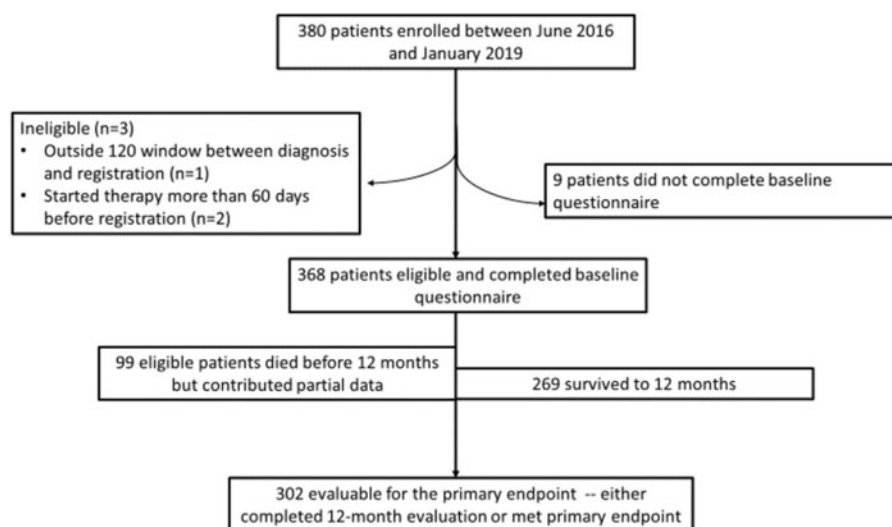 380 patients enrolled between June 2016
and January 2019
Ineligible (n=3)
• Outside 120 window between diagnosis
and registration (n=1)
• Started therapy more than 60 days
before registration (n=2)
9 patients did not complete baseline
questionnaire
368 patients eligible and completed baseline
questionnaire
99 eligible patients died before 12 months
but contributed partial data
269 survived to 12 months
302 evaluable for the primary endpoint -- either
completed 12-month evaluation or met primary endpoint